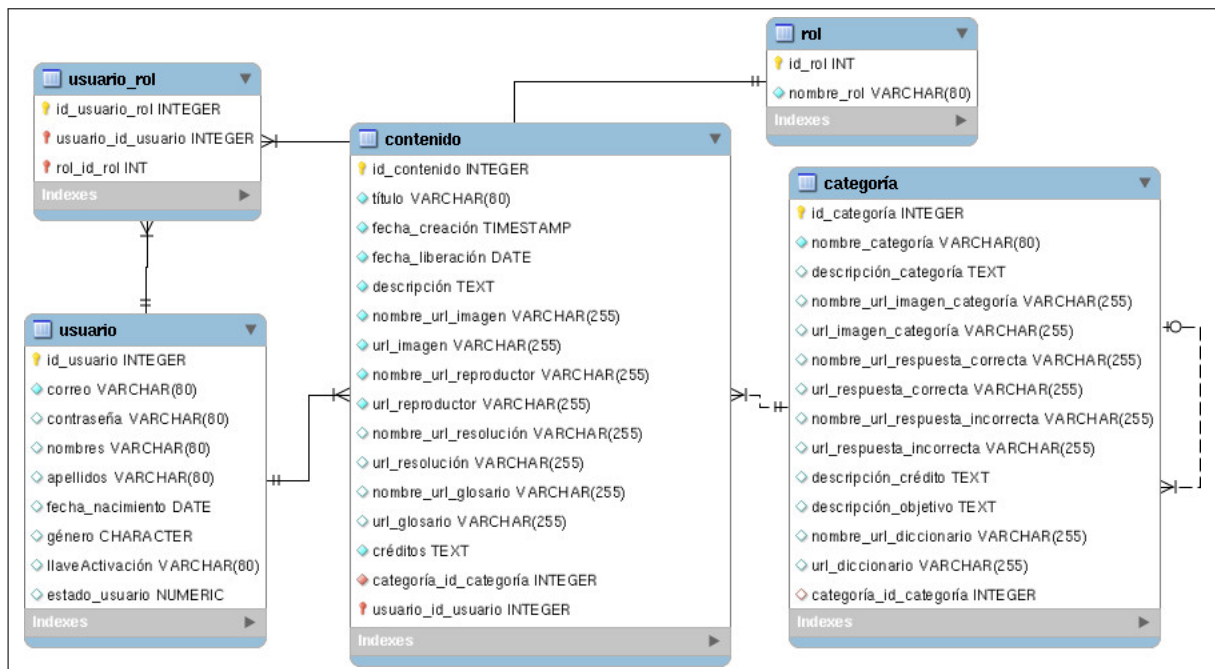 rol
id_rol INT
nombre_rol VARCHAR(80)
Indexes
usuario_rol
id_usuario_rol INTEGER
usuario_id_usuario INTEGER
rol_id_rol INT
Indexes
contenido
id_contenido INTEGER
título VARCHAR(80)
fecha_creación TIMESTAMP
fecha_liberación DATE
descripción TEXT
nombre_url_imagen VARCHAR(255)
url_imagen VARCHAR(255)
nombre_url_reproductor VARCHAR(255)
url_reproductor VARCHAR(255)
nombre_url_resolución VARCHAR(255)
url_resolución VARCHAR(255)
nombre_url_glosario VARCHAR(255)
url_glosario VARCHAR(255)
créditos TEXT
categoría_id_categoría INTEGER
usuario_id_usuario INTEGER
Indexes
categoría
id_categoría INTEGER
nombre_categoría VARCHAR(80)
descripción_categoría TEXT
nombre_url_imagen_categoría VARCHAR(255)
url_imagen_categoría VARCHAR(255)
nombre_url_respuesta_correcta VARCHAR(255)
url_respuesta_correcta VARCHAR(255)
nombre_url_respuesta_incorrecta VARCHAR(255)
url_respuesta_incorrecta VARCHAR(255)
descripción_crédito TEXT
descripción_objetivo TEXT
nombre_url_diccionario VARCHAR(255)
url_diccionario VARCHAR(255)
categoría_id_categoría INTEGER
Indexes
usuario
id_usuario INTEGER
correo VARCHAR(80)
contraseña VARCHAR(80)
nombres VARCHAR(80)
apellidos VARCHAR(80)
fecha_nacimiento DATE
género CHARACTER
llaveActivación VARCHAR(80)
estado_usuario NUMERIC
Indexes